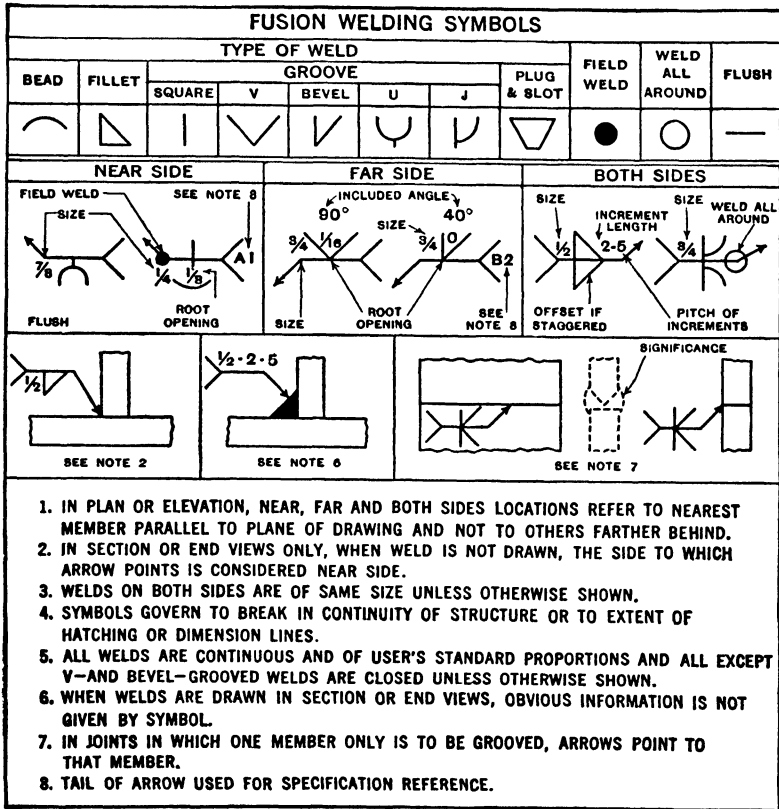 FUSION WELDING SYMBOLS
TYPE OF WELD
BEAD
FILLET
GROOVE
SQUARE
V
BEVEL
U
J
PLUG
& SLOT
FIELD
WELD
WELD
ALL
AROUND
FLUSH
NEAR SIDE
FIELD WELD
SEE NOTE 8
SIZE
A1
7/8
1/4
1/8
ROOT
OPENING
FLUSH
FAR SIDE
INCLUDED ANGLE
90°
40°
SIZE
3/4
1/16
3/4
0
B2
SIZE
ROOT
OPENING
SEE
NOTE 8
BOTH SIDES
SIZE
INCREMENT
LENGTH
SIZE
WELD ALL
AROUND
1/2
2-5
3/4
OFFSET IF
STAGGERED
PITCH OF
INCREMENTS
1/2
SEE NOTE 2
1/2-2-5
SEE NOTE 6
SIGNIFICANCE
SEE NOTE 7
1. IN PLAN OR ELEVATION, NEAR, FAR AND BOTH SIDES LOCATIONS REFER TO NEAREST
MEMBER PARALLEL TO PLANE OF DRAWING AND NOT TO OTHERS FARTHER BEHIND.
2. IN SECTION OR END VIEWS ONLY, WHEN WELD IS NOT DRAWN, THE SIDE TO WHICH
ARROW POINTS IS CONSIDERED NEAR SIDE.
3. WELDS ON BOTH SIDES ARE OF SAME SIZE UNLESS OTHERWISE SHOWN.
4. SYMBOLS GOVERN TO BREAK IN CONTINUITY OF STRUCTURE OR TO EXTENT OF
HATCHING OR DIMENSION LINES.
5. ALL WELDS ARE CONTINUOUS AND OF USER'S STANDARD PROPORTIONS AND ALL EXCEPT
V-AND BEVEL-GROOVED WELDS ARE CLOSED UNLESS OTHERWISE SHOWN.
6. WHEN WELDS ARE DRAWN IN SECTION OR END VIEWS, OBVIOUS INFORMATION IS NOT
GIVEN BY SYMBOL.
7. IN JOINTS IN WHICH ONE MEMBER ONLY IS TO BE GROOVED, ARROWS POINT TO
THAT MEMBER.
8. TAIL OF ARROW USED FOR SPECIFICATION REFERENCE.